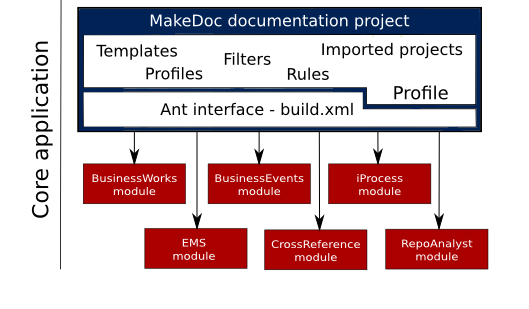 Core application
MakeDoc documentation project
Templates
Filters
Imported projects
Profiles
Rules
Profile
Ant interface - build.xml
BusinessWorks
module
BusinessEvents
module
iProcess
module
EMS
module
CrossReference
module
RepoAnalyst
module